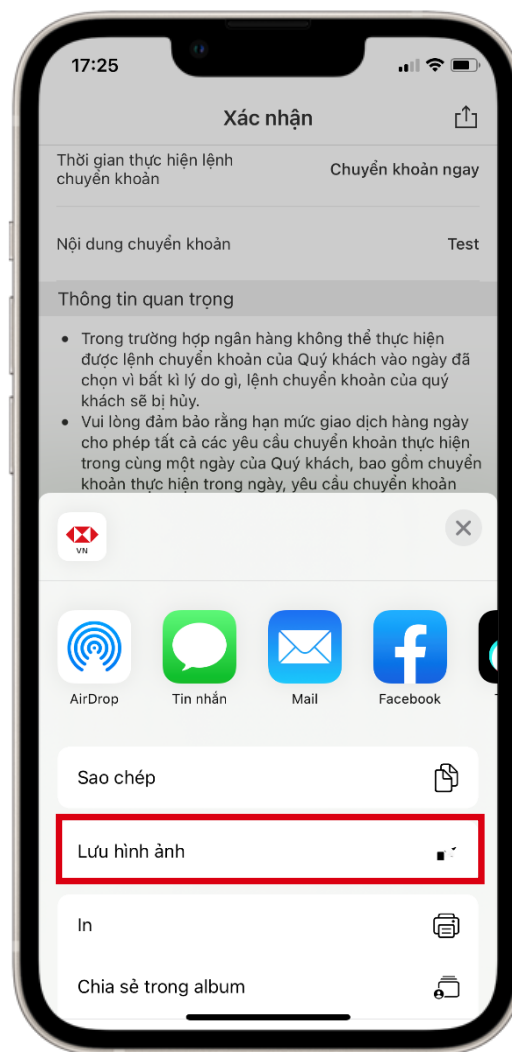 17:25
Xác nhận
Thời gian thực hiện lệnh
chuyển khoản
Chuyển khoản ngay
Nội dung chuyển khoản
Test
Thông tin quan trọng
Trong trường hợp ngân hàng không thể thực hiện
được lệnh chuyển khoản của Quý khách vào ngày đã
chọn vì bất kì lý do gì, lệnh chuyển khoản của quý
khách sẽ bị hủy.
Vui lòng đảm bảo rằng hạn mức giao dịch hàng ngày
cho phép tất cả các yêu cầu chuyển khoản thực hiện
trong cùng một ngày của Quý khách, bao gồm chuyển
khoản thực hiện trong ngày, yêu cầu chuyển khoản
VN
AirDrop
Tin nhắn
Mail
Facebook
Sao chép
Lưu hình ảnh
In
Chia sẻ trong album